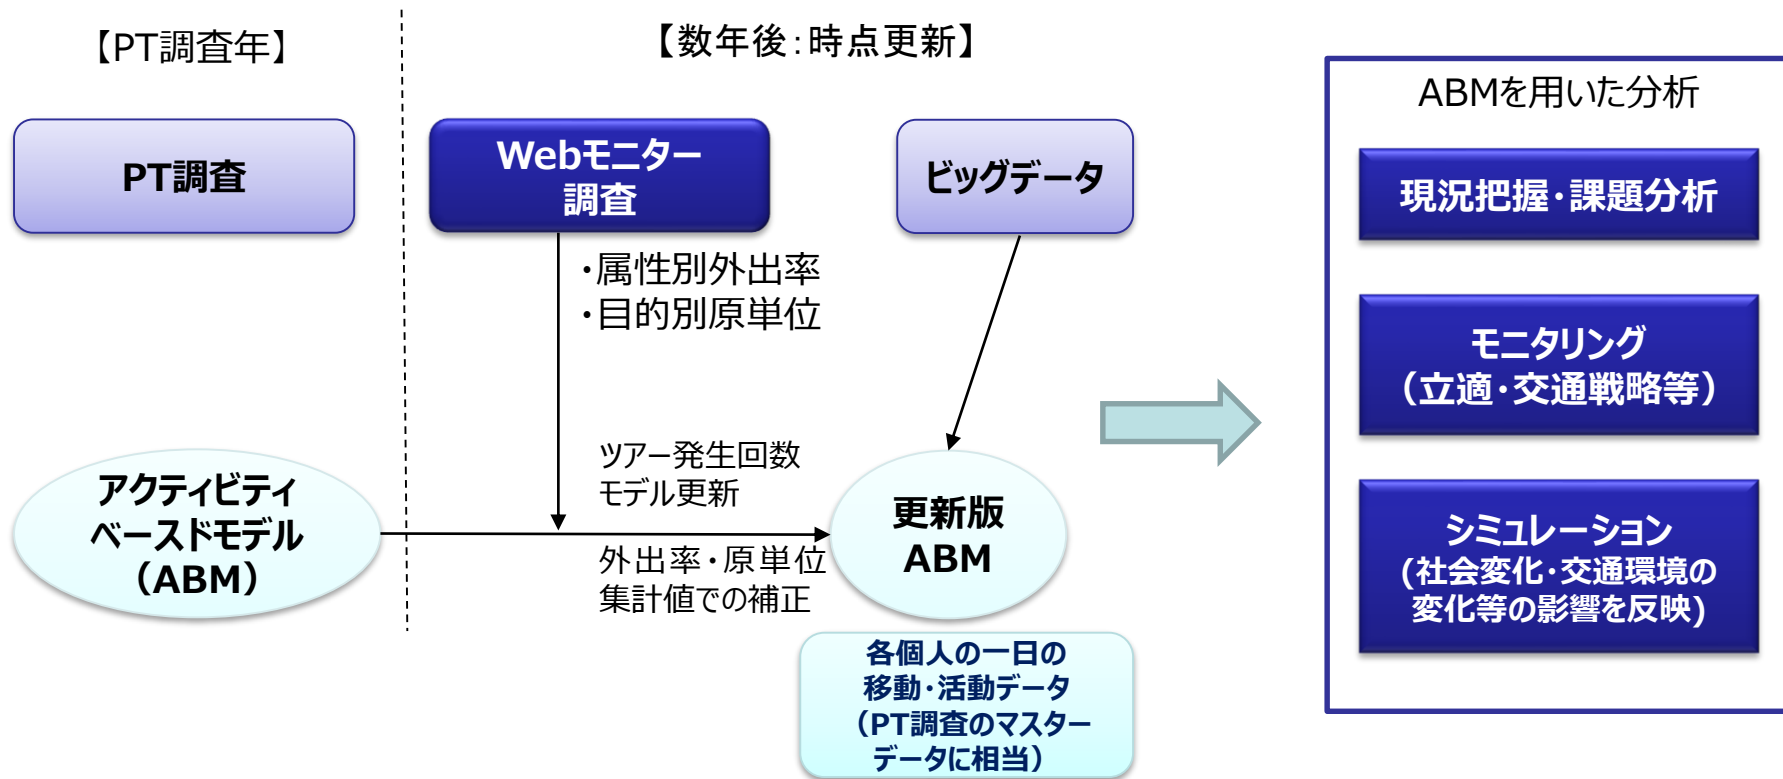 【PT調査年】
【数年後：時点更新】
PT調査
Webモニター
調査
ビッグデータ
・属性別外出率
・目的別原単位
ツアー発生回数
モデル更新
アクティビティ
ベースドモデル
（ABM）
外出率・原単位
集計値での補正
更新版
ABM
各個人の一日の
移動・活動データ
（PT調査のマスター
データに相当）
ABMを用いた分析
現況把握・課題分析
モニタリング
（立適・交通戦略等）
シミュレーション
(社会変化・交通環境の
変化等の影響を反映)